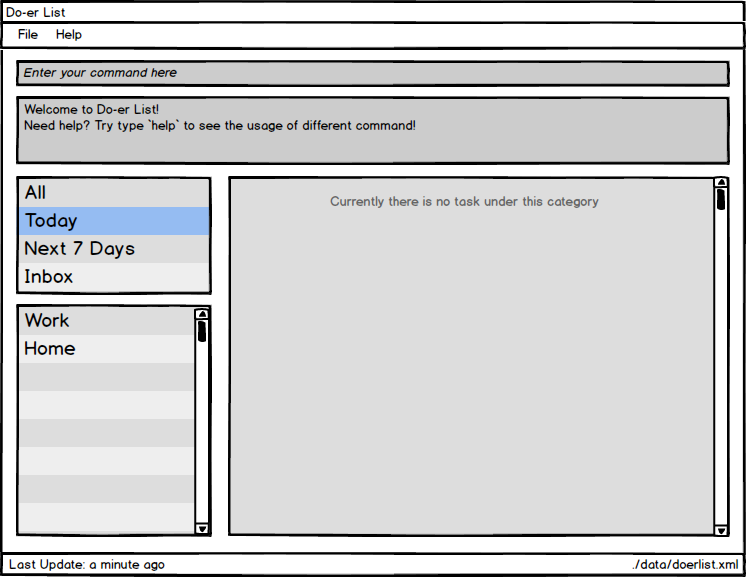 Do-er List
File Help
Enter your command here
Welcome to Do-er List!
Need help? Try type `help` to see the usage of different command!
All
Today
Next 7 Days
Inbox
Work
Home
Currently there is no task under this category
Last Update: a minute ago
./data/doerlist.xml